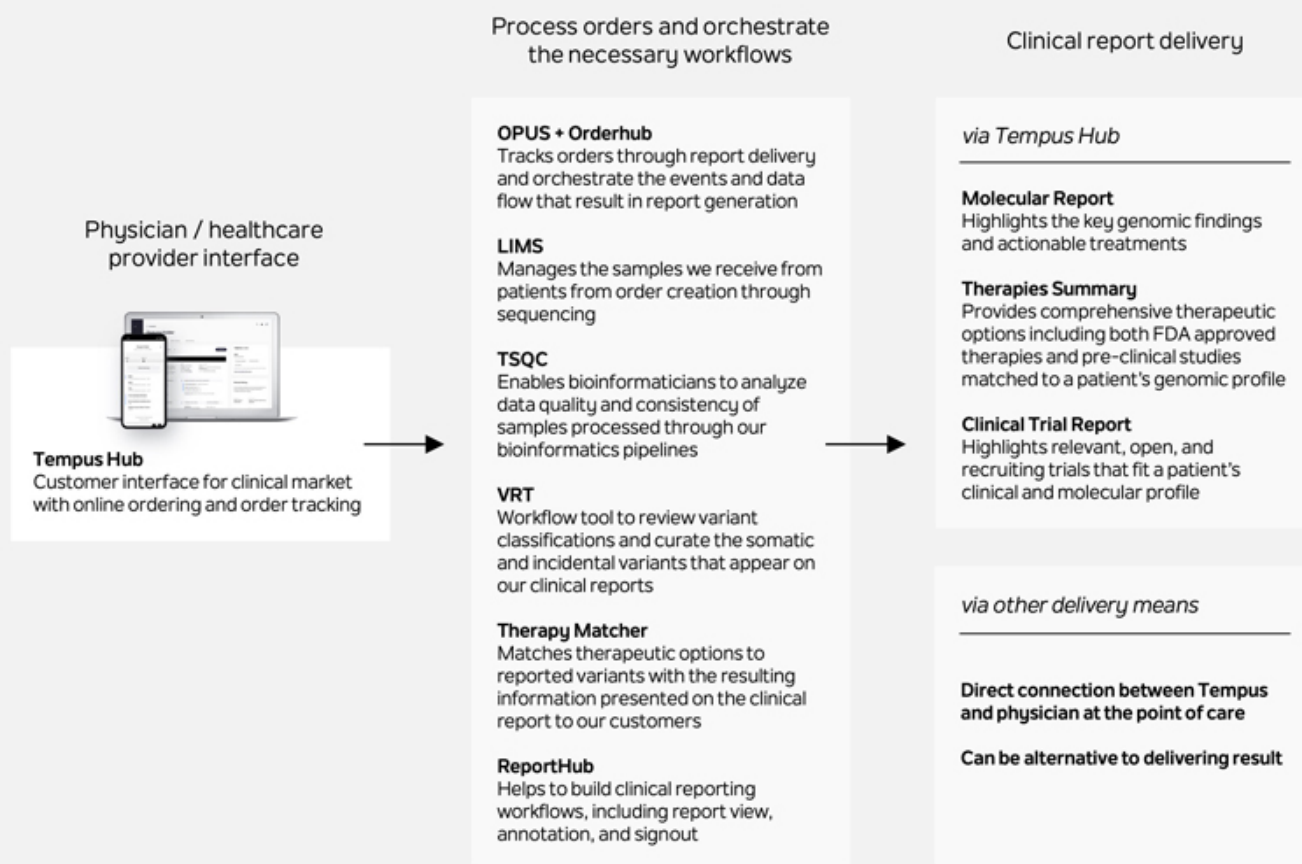 Physician / healthcare
provider interface
Tempus Hub
Customer interface for clinical market
with online ordering and order tracking
Process orders and orchestrate
the necessary workflows
OPUS + Orderhub
Tracks orders through report delivery
and orchestrate the events and data
flow that result in report generation
LIMS
Manages the samples we receive from
patients from order creation through
sequencing
TSQC
Enables bioinformaticians to analyze
data quality and consistency of
samples processed through our
bioinformatics pipelines
VRT
Workflow tool to review variant
classifications and curate the somatic
and incidental variants that appear on
our clinical reports
Therapy Matcher
Matches therapeutic options to
reported variants with the resulting
information presented on the clinical
report to our customers
ReportHub
Helps to build clinical reporting
workflows, including report view,
annotation, and signout
Clinical report delivery
via Tempus Hub
Molecular Report
Highlights the key genomic findings
and actionable treatments
Therapies Summary
Provides comprehensive therapeutic
options including both FDA approved
therapies and pre-clinical studies
matched to a patient's genomic profile
Clinical Trial Report
Highlights relevant, open, and
recruiting trials that fit a patient's
clinical and molecular profile
via other delivery means
Direct connection between Tempus
and physician at the point of care
Can be alternative to delivering result